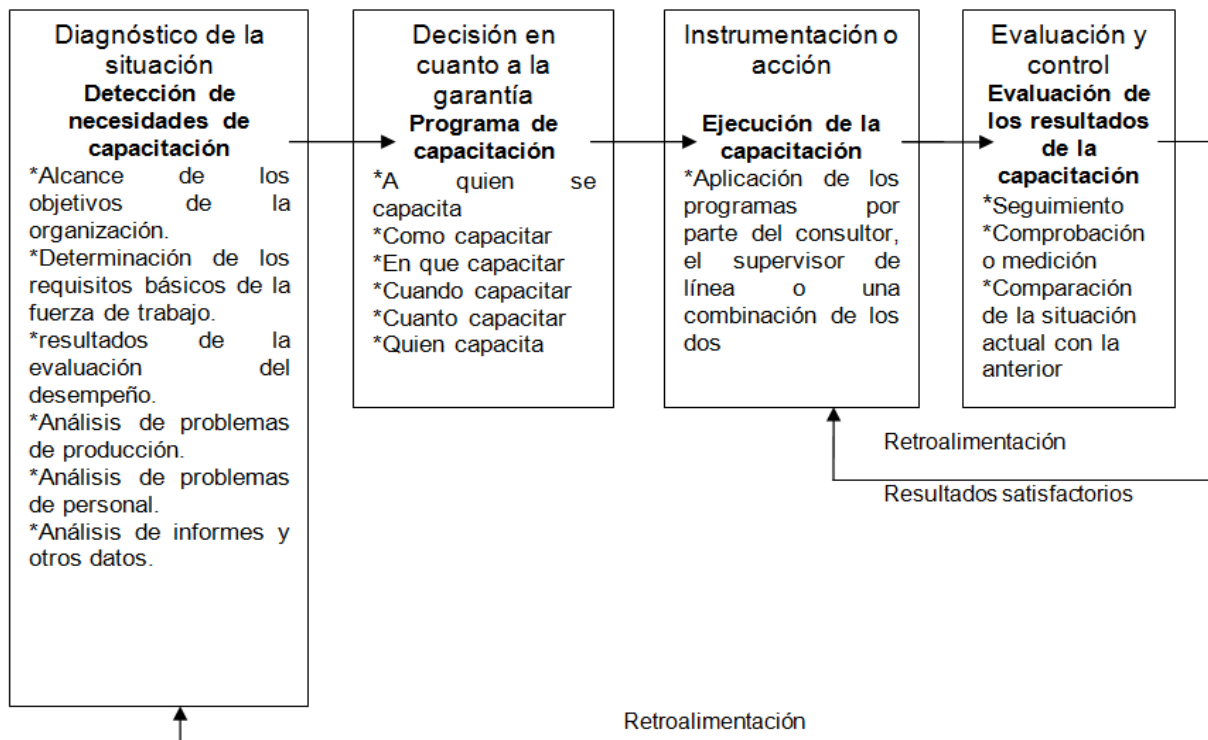 Diagnóstico de la
situación
Detección de
necesidades de
capacitación
*Alcance de los
objetivos de la
organización.
*Determinación de los
requisitos básicos de la
fuerza de trabajo.
*resultados de la
evaluación del
desempeño.
*Análisis de problemas
de producción.
*Análisis de problemas
de personal.
*Análisis de informes y
otros datos.
Decisión en
cuanto a la
garantía
Programa de
capacitación
*A quien se
capacita
*Como capacitar
*En que capacitar
*Cuando capacitar
*Cuanto capacitar
*Quien capacita
Instrumentación o
acción
Ejecución de la
capacitación
*Aplicación de los
programas por
parte del consultor,
el supervisor de
línea o una
combinación de los
dos
Evaluación y
control
Evaluación de
los resultados
de la
capacitación
*Seguimiento
*Comprobación
o medición
*Comparación
de la situación
actual con la
anterior
Retroalimentación
Resultados satisfactorios
Retroalimentación